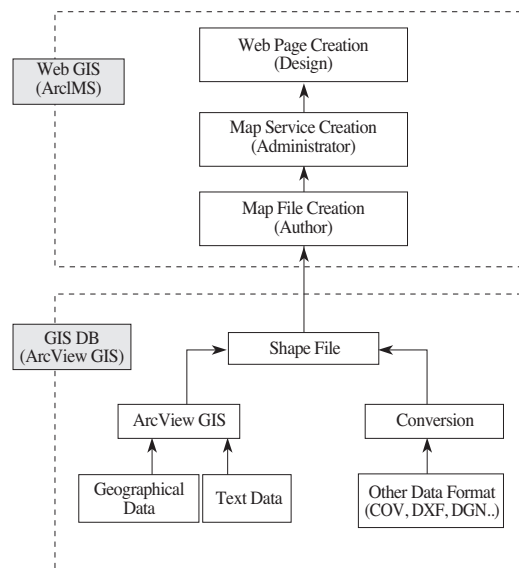 Web Page Creation
(Design)
Web GIS
(ArcIMS)
Map Service Creation
(Administrator)
Map File Creation
(Author)
GIS DB
(ArcView GIS)
Shape File
ArcView GIS
Conversion
Geographical
Data
Text Data
Other Data Format
(COV, DXF, DGN..)